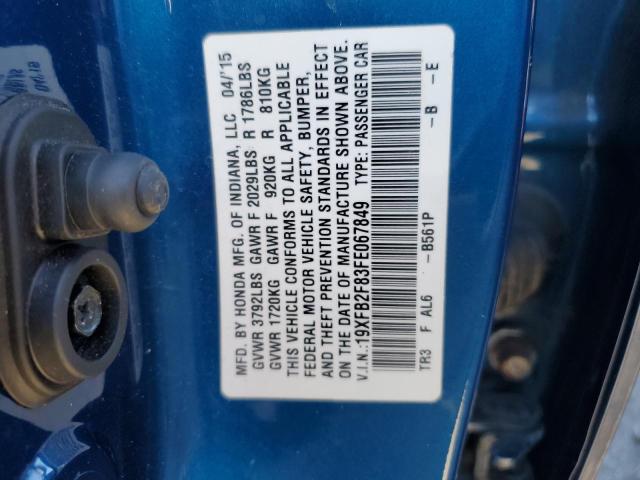 MFD. BY HONDA MFG. OF INDIANA, LLC 04/'15
GVWR 3792LBS GAWR F 2029LBS R 1786LBS
GVWR 1720KG GAWR F 920KG R 810KG
THIS VEHICLE CONFORMS TO ALL APPLICABLE
FEDERAL MOTOR VEHICLE SAFETY, BUMPER,
AND THEFT PREVENTION STANDARDS IN EFFECT
ON THE DATE OF MANUFACTURE SHOWN ABOVE.
V.I.N.:19XFB2F83FE067849 TYPE: PASSENGER CAR
TR3 F AL6 -B561P -B -E